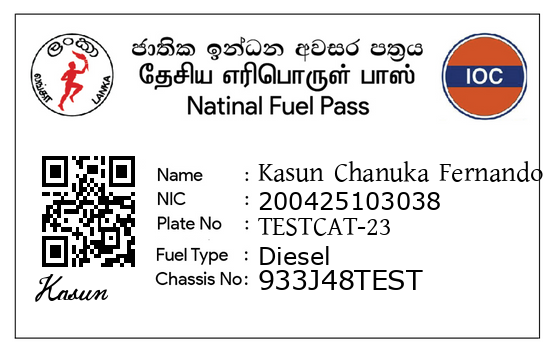 ලංකා
லங்கா
LANKA
ජාතික ඉන්ධන අවසර පත්‍රය
தேசிய எரிபொருள் பாஸ்
Natinal Fuel Pass
IOC
Name : Kasun Chanuka Fernando
NIC : 200425103038
Plate No : TESTCAT-23
Fuel Type : Diesel
Chassis No : 933J48TEST
Kasun